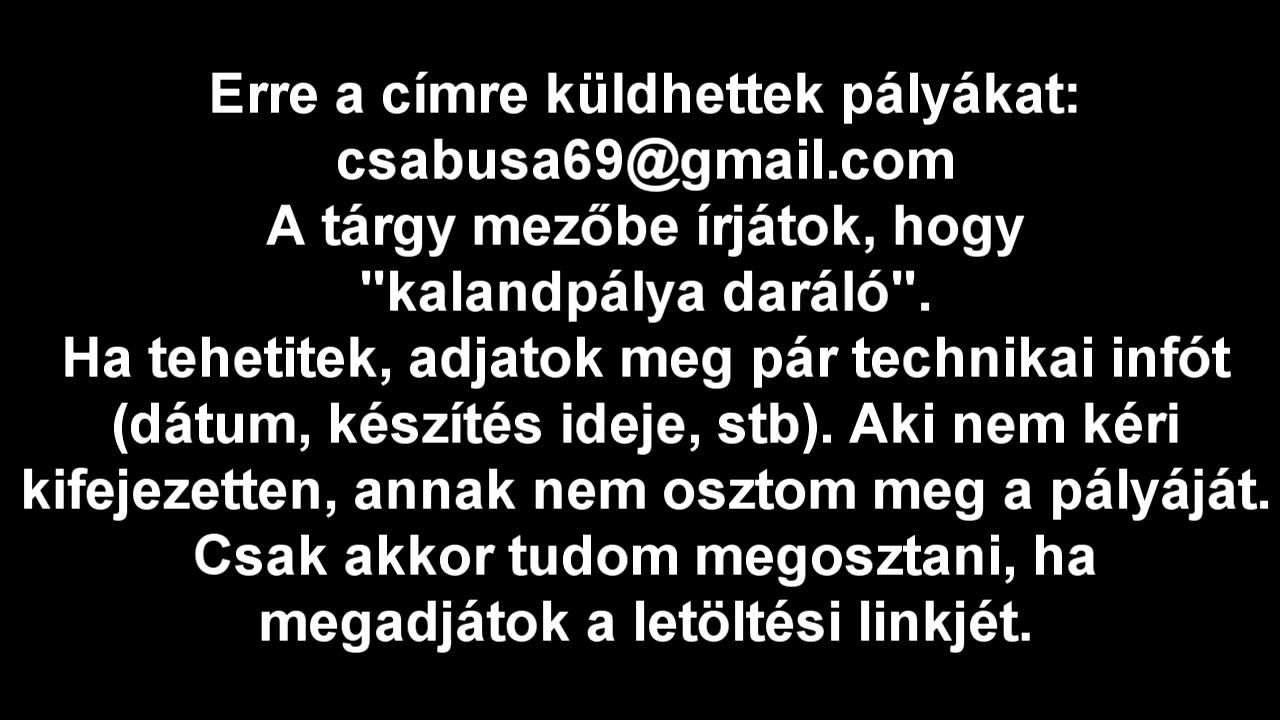 Erre a címre küldhettek pályákat:
csabusa69@gmail.com
A tárgy mezőbe írjátok, hogy
"kalandpálya daráló".
Ha tehetitek, adjatok meg pár technikai infót
(dátum, készítés ideje, stb). Aki nem kéri
kifejezetten, annak nem osztom meg a pályáját.
Csak akkor tudom megosztani, ha
megadjátok a letöltési linkjét.